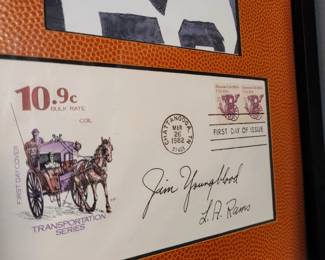 10.9c
BULK RATE
COIL
FIRST DAY COVER
TRANSPORTATION
SERIES
CHATTANOOGA, TN
MAR
26
1982
37401
FIRST DAY OF ISSUE
Jim Youngblood
L.A. Rams